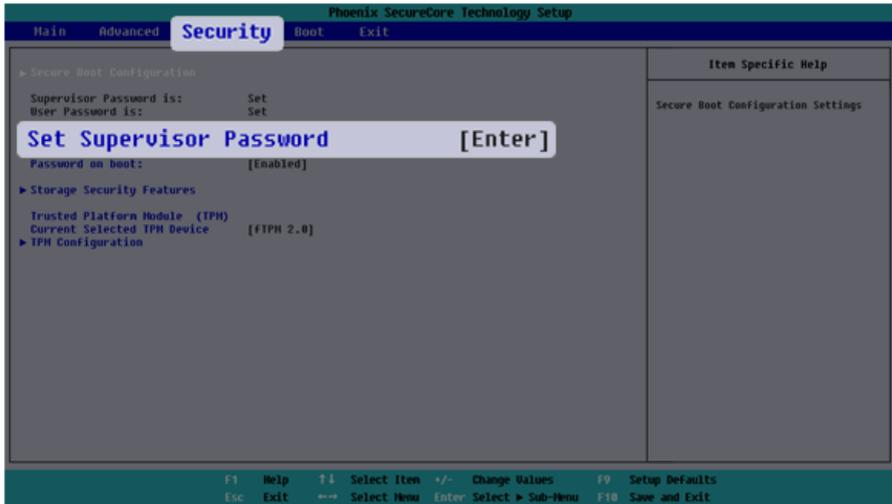 Phoenix SecureCore Technology Setup
Main Advanced Security Boot Exit
▶ Secure Boot Configuration
Supervisor Password is: Set
User Password is: Set
Set Supervisor Password [Enter]
Password on boot: [Enabled]
▶ Storage Security Features
Trusted Platform Module (TPM)
Current Selected TPM Device [fTPM 2.0]
▶ TPM Configuration
Item Specific Help
Secure Boot Configuration Settings
F1 Help ↑↓ Select Item +/- Change Values F9 Setup Defaults
Esc Exit ←→ Select Menu Enter Select ▶ Sub-Menu F10 Save and Exit